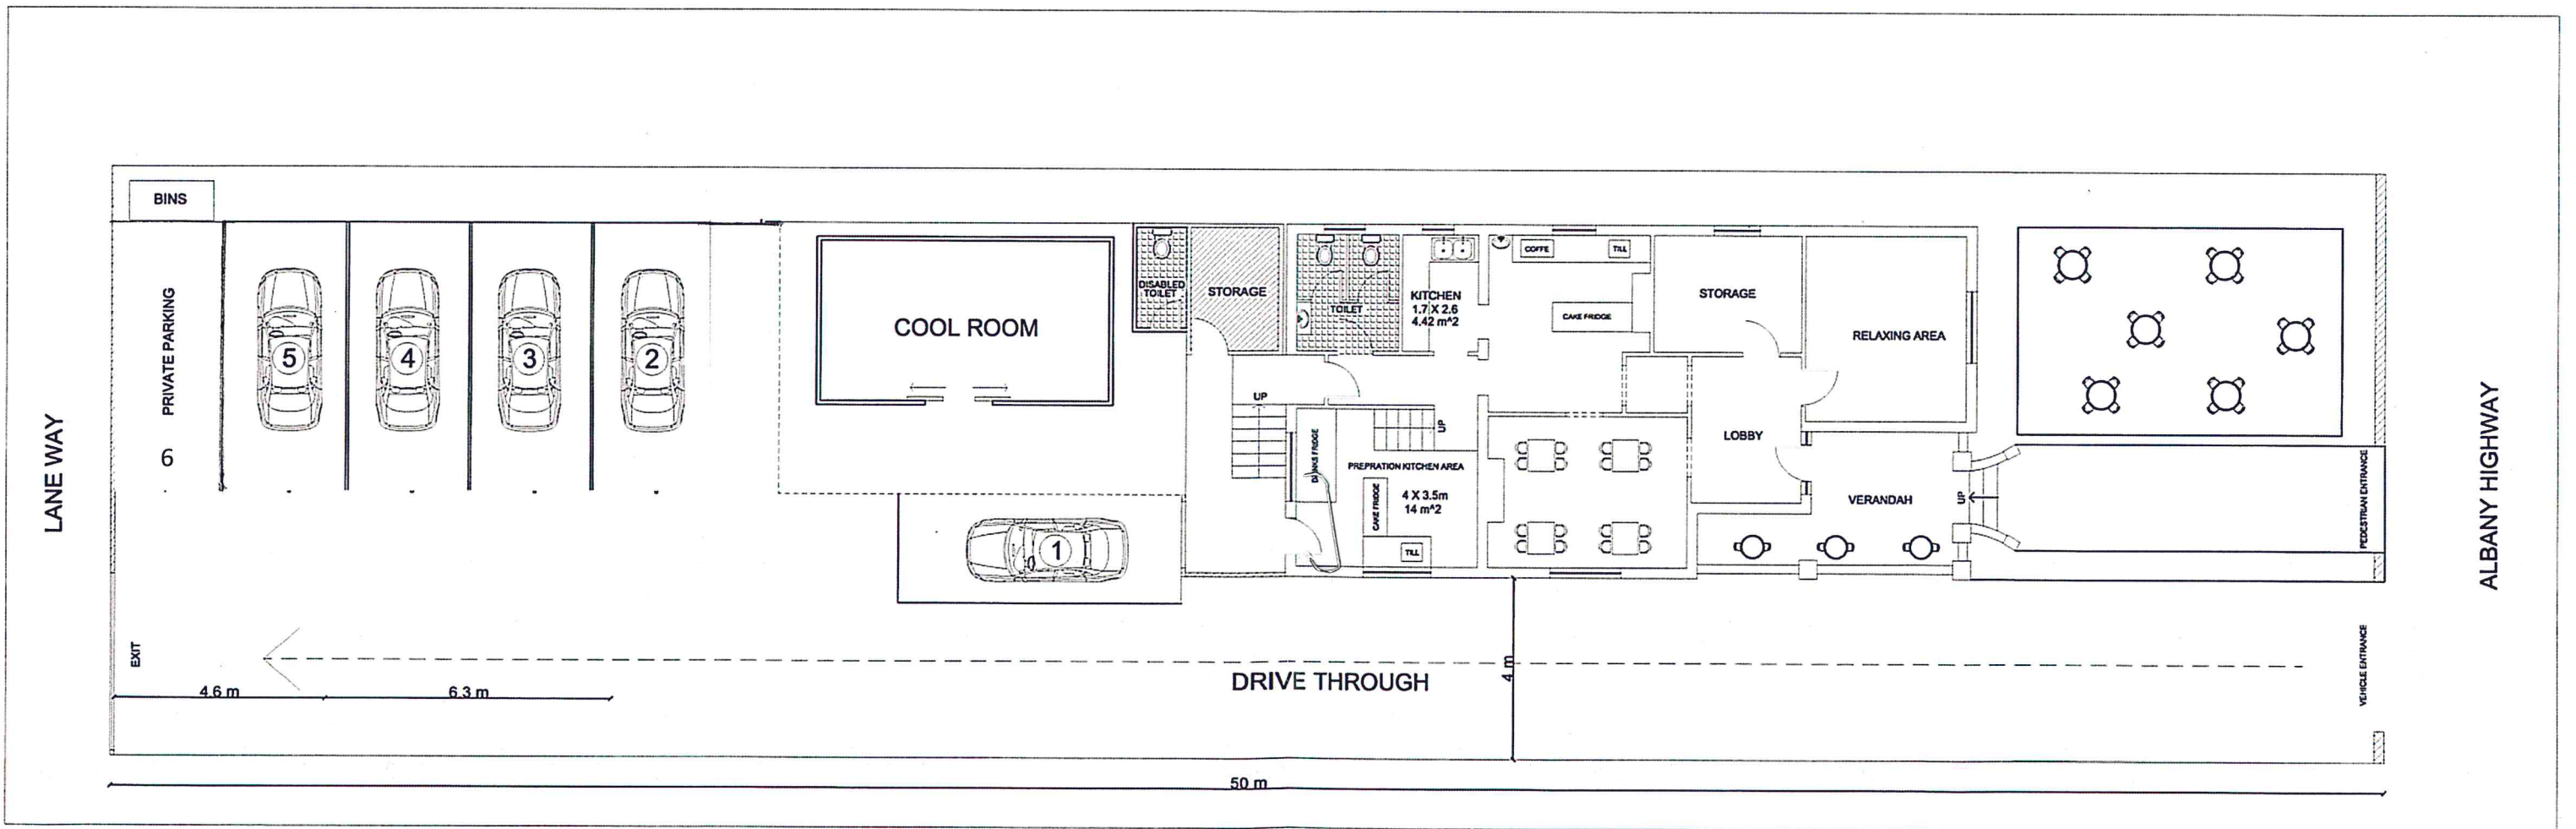 BINS
PRIVATE PARKING
6
5
4
3
2
LANE WAY
EXIT
4.6 m
6.3 m
COOL ROOM
DISABLED
TOILET
STORAGE
TOILET
KITCHEN
1.7 X 2.6
4.42 m^2
COFFE
TILL
CAKE FRIDGE
STORAGE
RELAXING AREA
LOBBY
VERANDAH
UP
UP
UP
FRIDGE
PREPRATION KITCHEN AREA
4 X 3.5m
14 m^2
CAKE FRIDGE
TILL
1
DRIVE THROUGH
4 m
50 m
PEDESTRIAN ENTRANCE
VEHICLE ENTRANCE
ALBANY HIGHWAY